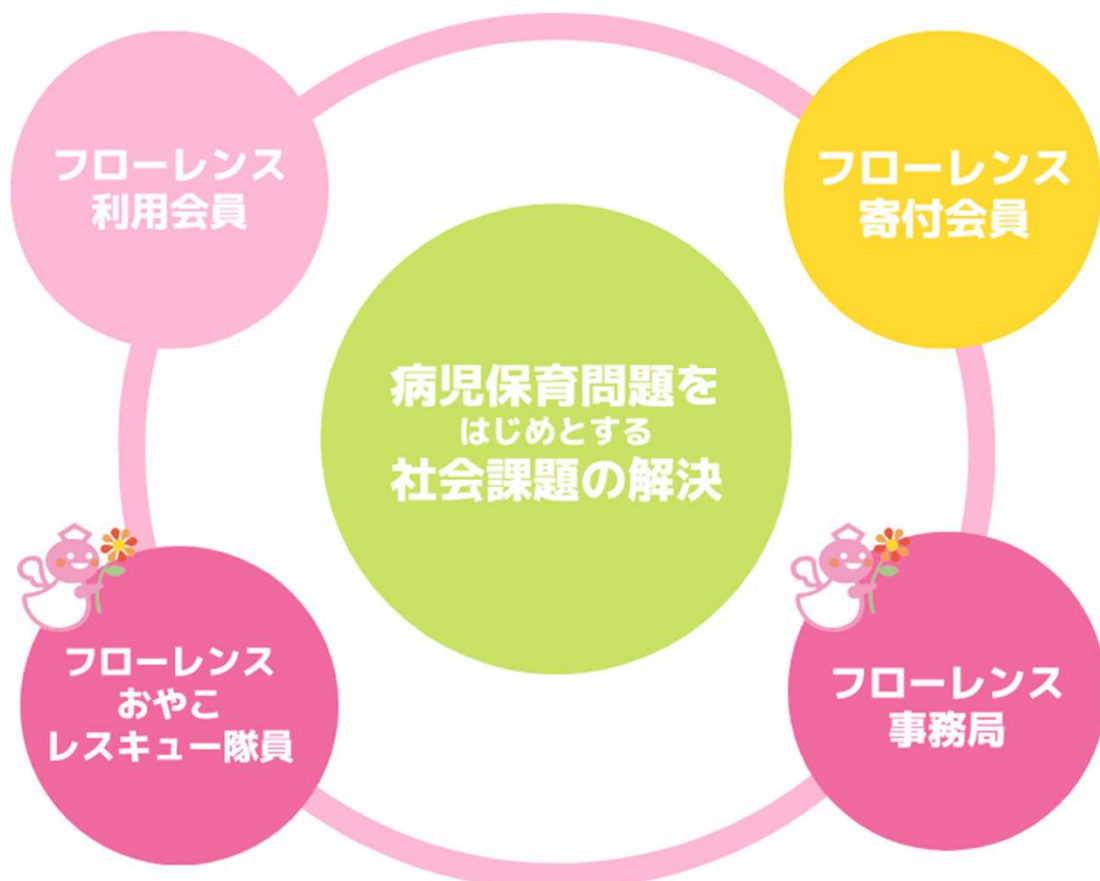 フローレンス
利用会員
フローレンス
寄付会員
病児保育問題を
はじめとする
社会課題の解決
フローレンス
おやこ
レスキュー隊員
フローレンス
事務局